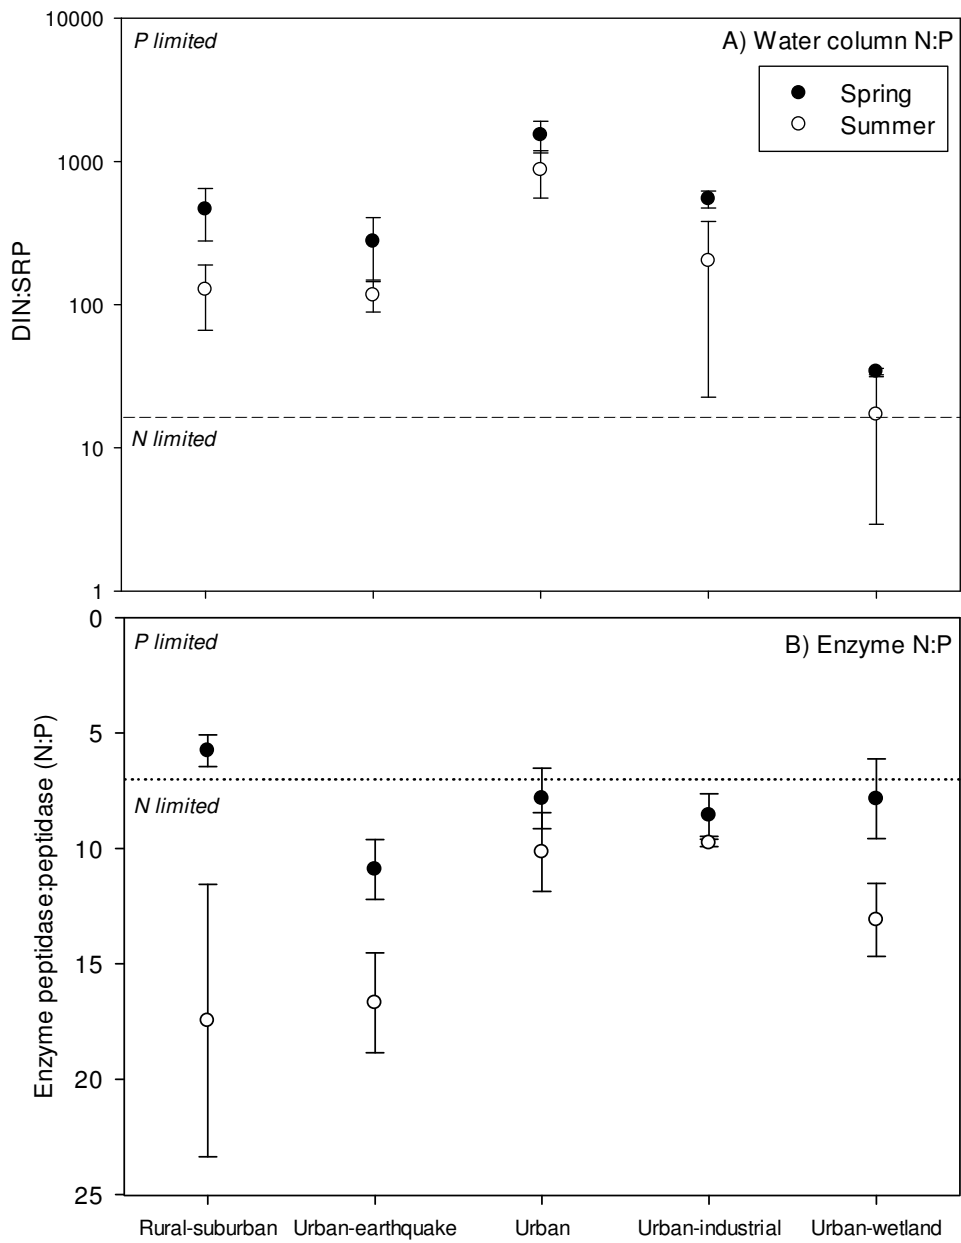 10000
P limited
A) Water column N:P
Spring
Summer
1000
DIN:SRP
100
N limited
10
1
0
P limited
B) Enzyme N:P
5
N limited
Enzyme peptidase:peptidase (N:P)
10
15
20
25
Rural-suburban Urban-earthquake Urban Urban-industrial Urban-wetland